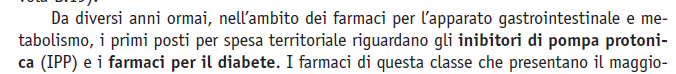 Da diversi anni ormai, nell'ambito dei farmaci per l'apparato gastrointestinale e me-
tabolismo, i primi posti per spesa territoriale riguardano gli inibitori di pompa protoni-
ca (IPP) e i farmaci per il diabete. I farmaci di questa classe che presentano il maggio-